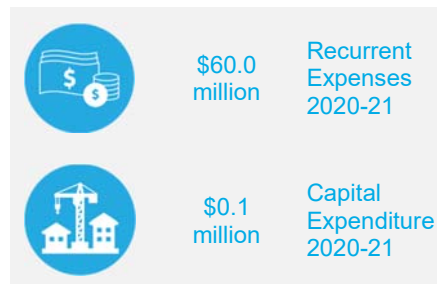 $60.0
million
Recurrent
Expenses
2020-21
$
$
$0.1
million
Capital
Expenditure
2020-21